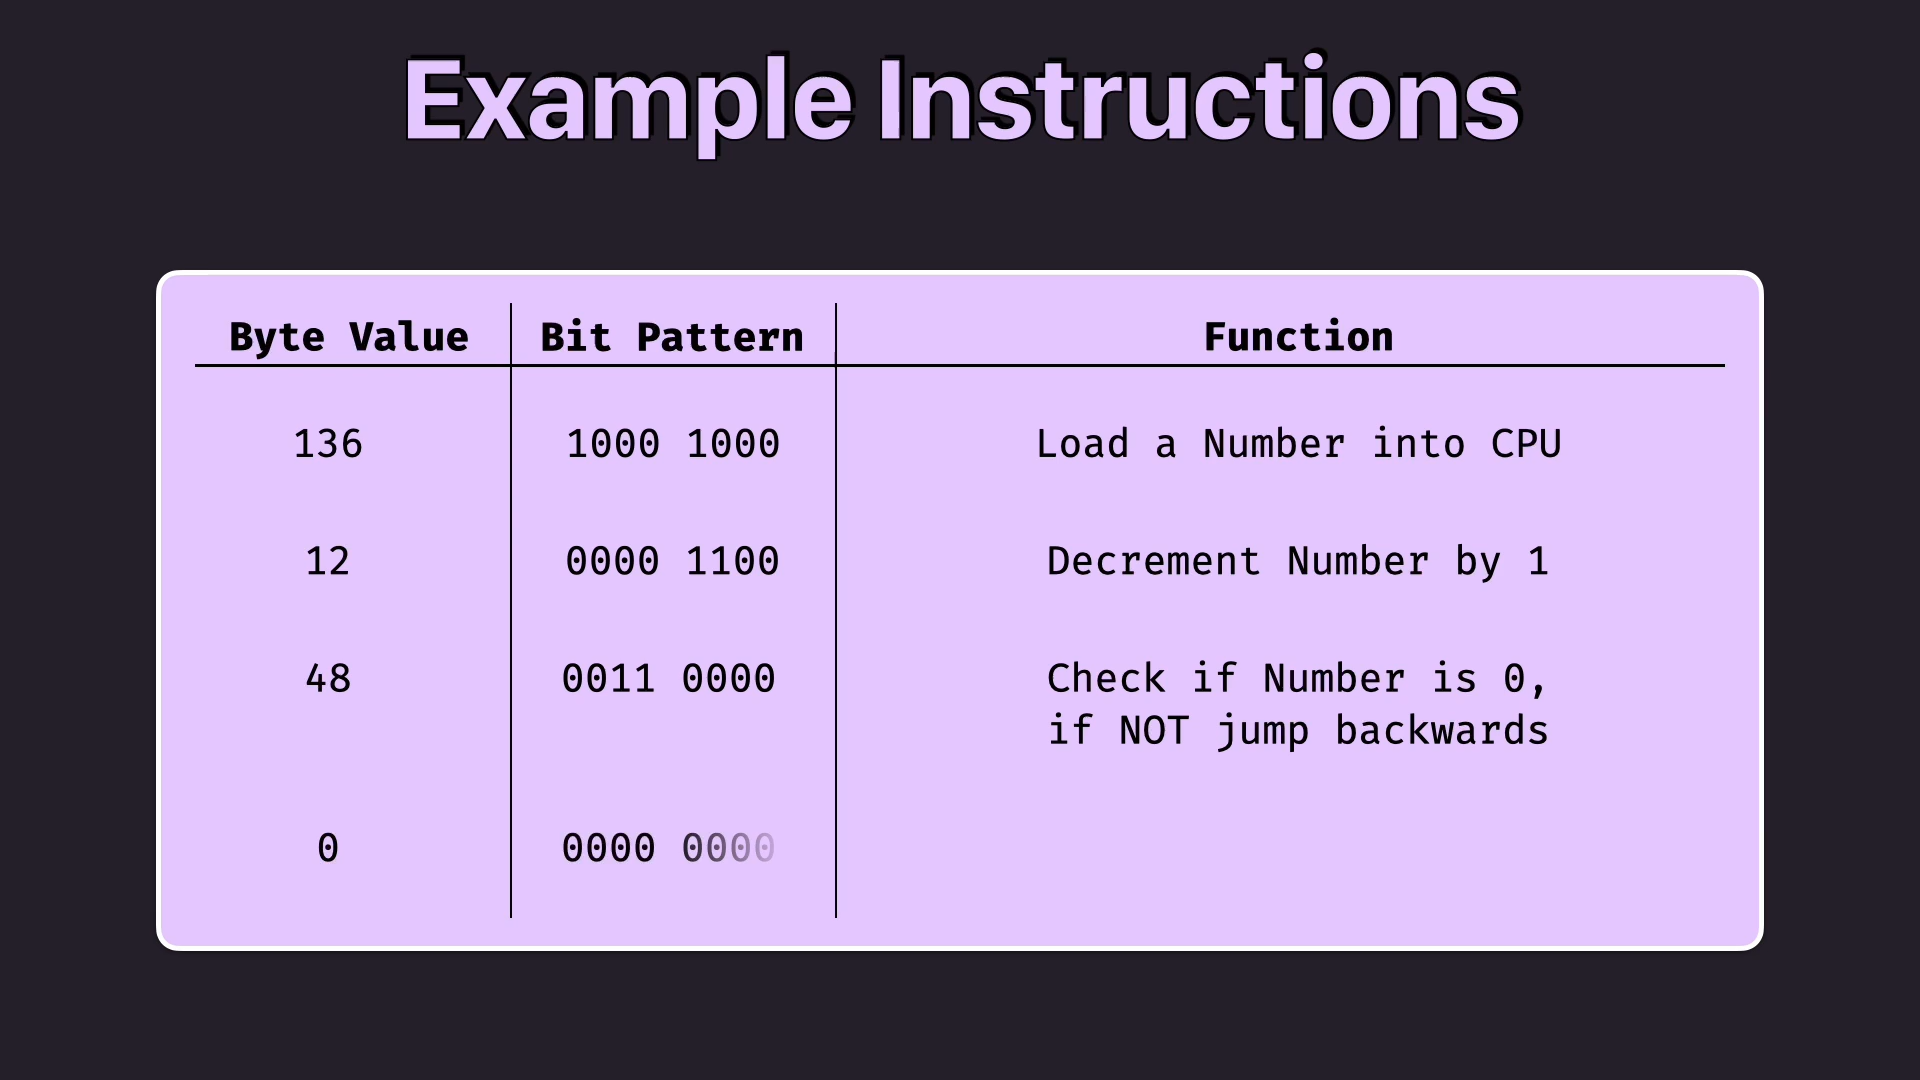 Example Instructions
Byte Value Bit Pattern Function
136 1000 1000 Load a Number into CPU
12 0000 1100 Decrement Number by 1
48 0011 0000 Check if Number is 0,
if NOT jump backwards
0 0000 0000